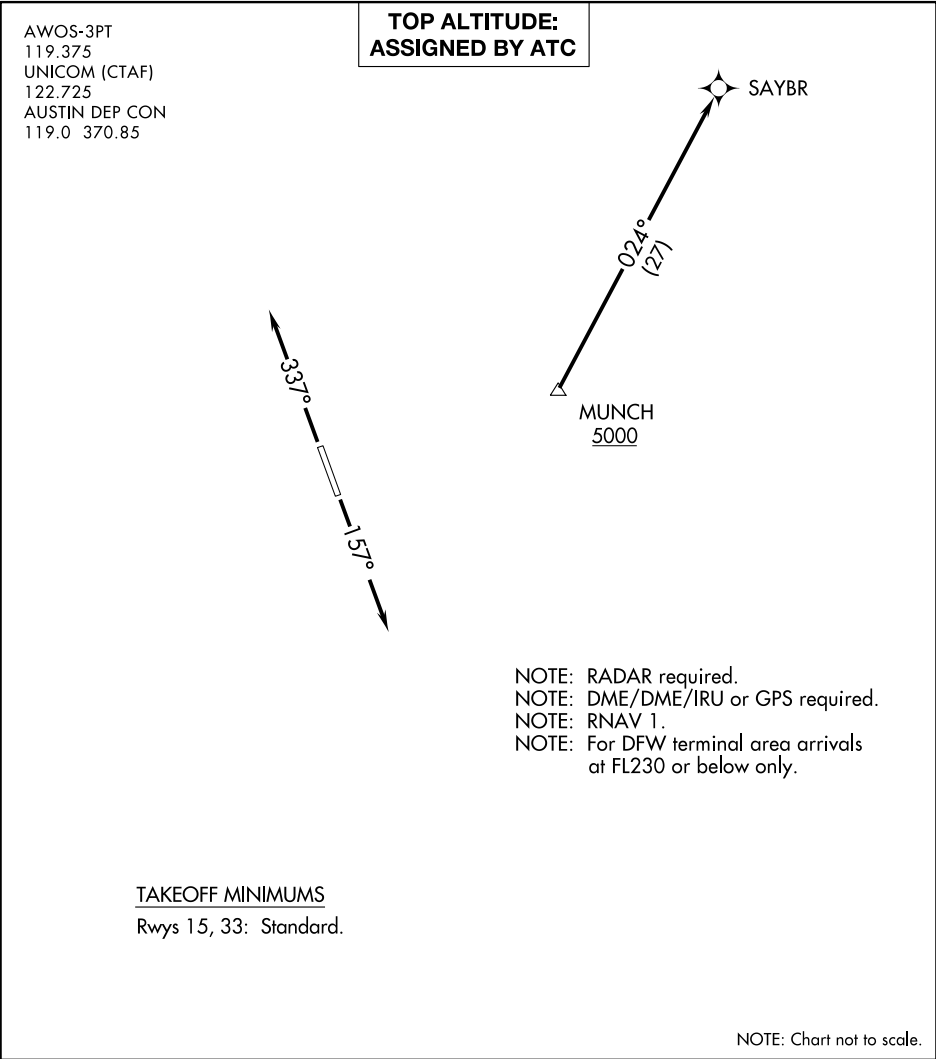 AWOS-3PT
119.375
UNICOM (CTAF)
122.725
AUSTIN DEP CON
119.0 370.85
TOP ALTITUDE:
ASSIGNED BY ATC
SAYBR
024°
(27)
MUNCH
5000
337°
157°
NOTE: RADAR required.
NOTE: DME/DME/IRU or GPS required.
NOTE: RNAV 1.
NOTE: For DFW terminal area arrivals
at FL230 or below only.
TAKEOFF MINIMUMS
Rwys 15, 33: Standard.
NOTE: Chart not to scale.